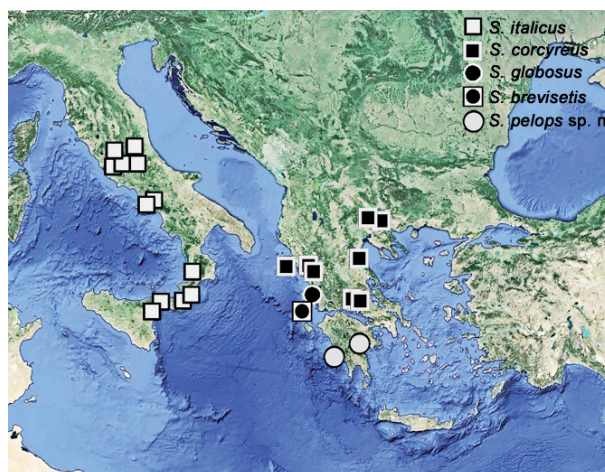 S. italicus
S. corcyreus
S. globosus
S. brevisetis
S. pelops sp. n